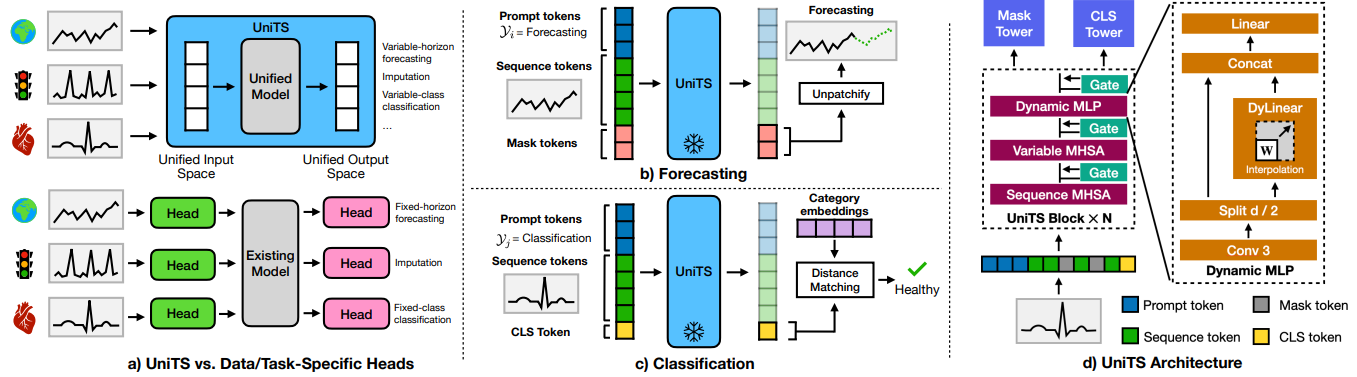 UniTS
Unified
Model
Variable-horizon
forecasting
Imputation
Variable-class
classification
...
Unified Input
Space
Unified Output
Space
Head
Head
Head
Existing
Model
Head
Head
Head
Fixed-horizon
forecasting
Imputation
Fixed-class
classification
a) UniTS vs. Data/Task-Specific Heads
Prompt tokens
𝒴i = Forecasting
Sequence tokens
Mask tokens
UniTS
Forecasting
Unpatchify
b) Forecasting
Prompt tokens
𝒴j = Classification
Sequence tokens
CLS Token
UniTS
Category
embeddings
Distance
Matching
Healthy
c) Classification
Mask
Tower
CLS
Tower
Gate
Dynamic MLP
Gate
Variable MHSA
Gate
Sequence MHSA
UniTS Block × N
Linear
Concat
DyLinear
W
Interpolation
Split d / 2
Conv 3
Dynamic MLP
Prompt token
Mask token
Sequence token
CLS token
d) UniTS Architecture